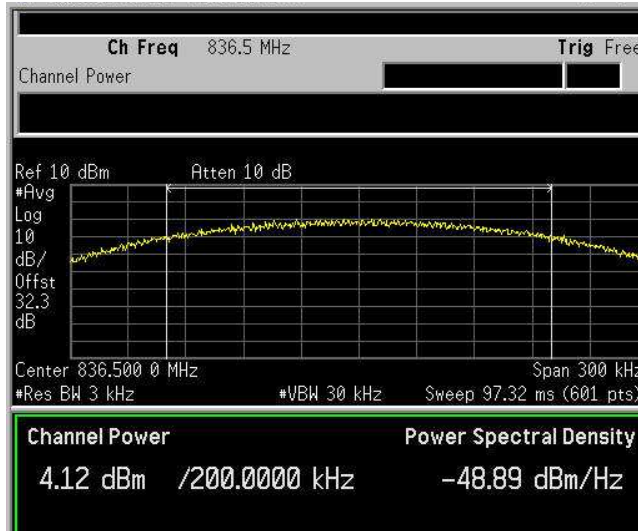 Ch Freq 836.5 MHz Trig Free
Channel Power
Ref 10 dBm Atten 10 dB
#Avg
Log
10
dB/
Offst
32.3
dB
Center 836.500 0 MHz Span 300 kHz
#Res BW 3 kHz #VBW 30 kHz Sweep 97.32 ms (601 pts)
Channel Power Power Spectral Density
4.12 dBm /200.0000 kHz -48.89 dBm/Hz